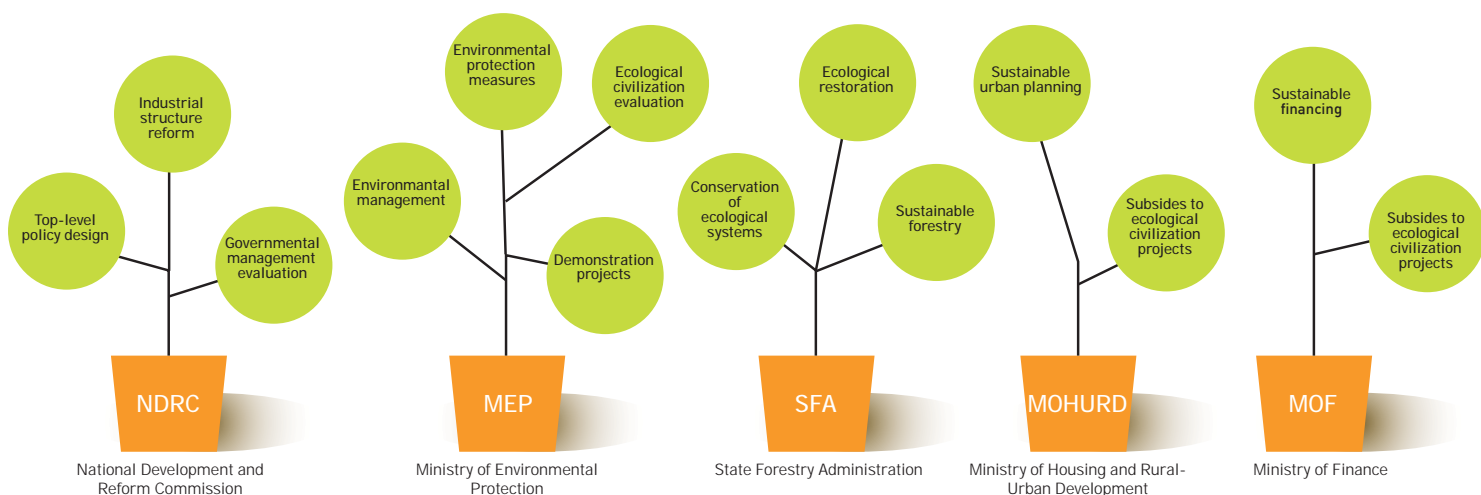 Industrial
structure
reform
Top-level
policy design
Governmental
management
evaluation
NDRC
National Development and
Reform Commission
Environmental
protection
measures
Ecological
civilization
evaluation
Environmantal
management
Demonstration
projects
MEP
Ministry of Environmental
Protection
Ecological
restoration
Conservation
of
ecological
systems
Sustainable
forestry
SFA
State Forestry Administration
Sustainable
urban planning
Subsides to
ecological
civilization
projects
MOHURD
Ministry of Housing and Rural-
Urban Development
Sustainable
financing
Subsides to
ecological
civilization
projects
MOF
Ministry of Finance